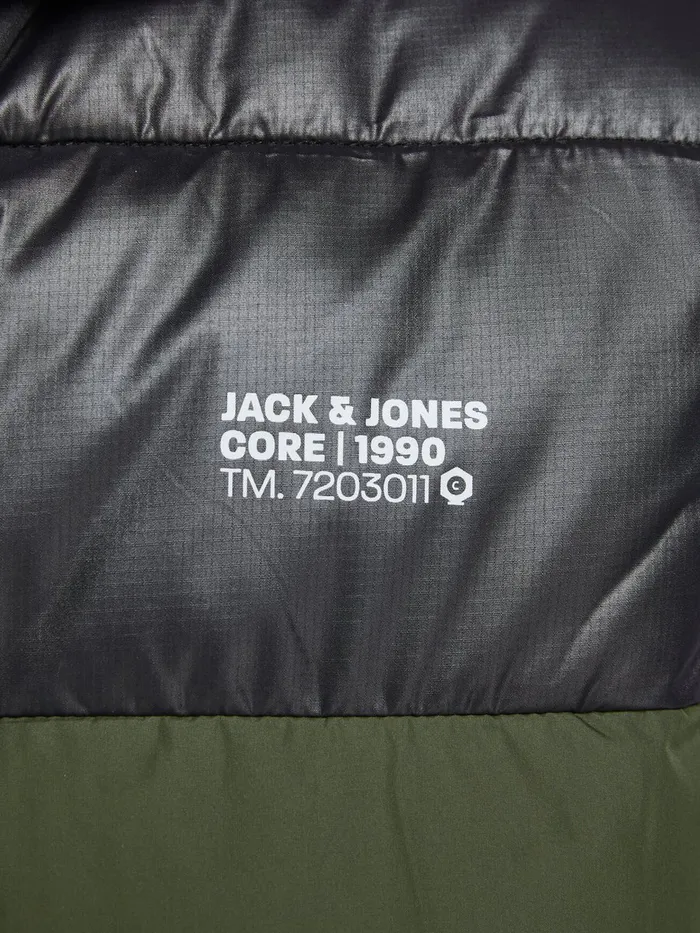 JACK & JONES
CORE | 1990
TM. 7203011 C